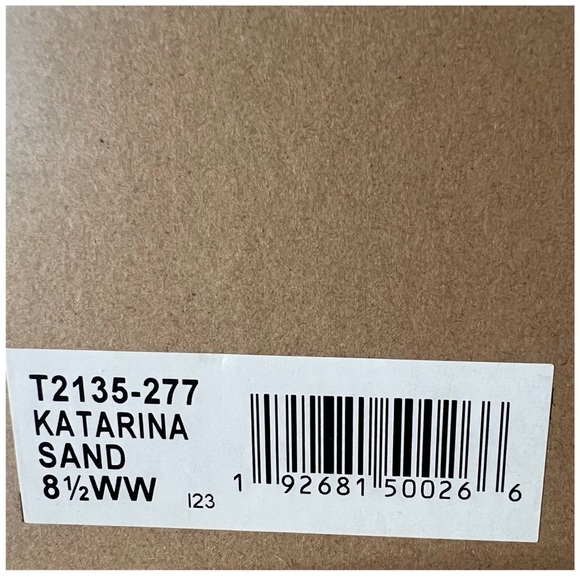 T2135-277
KATARINA
SAND
8½WW
I23
1 92681 50026 6